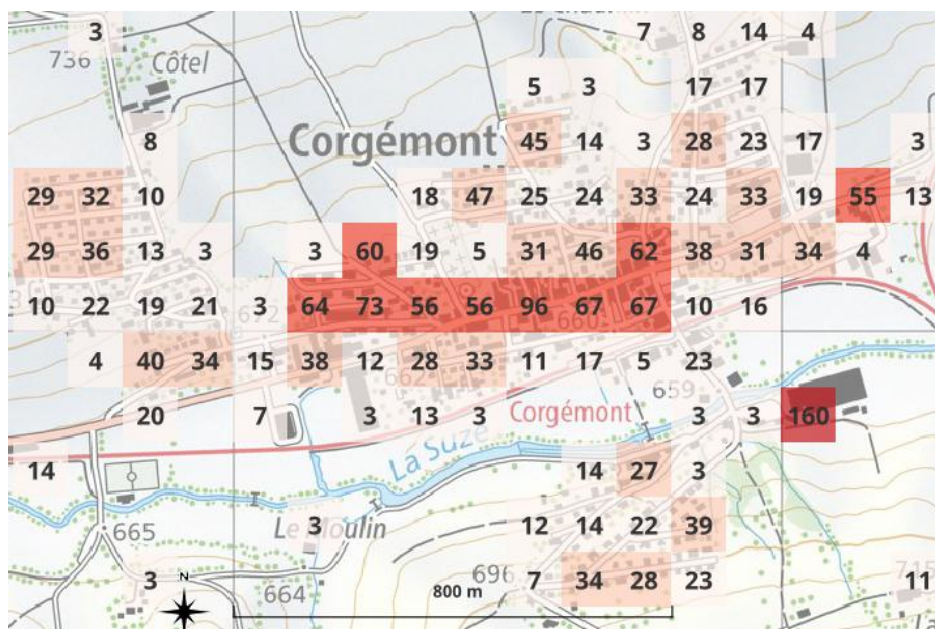 3 7 8 14 4
736 Côtel
5 3 17 17
Corgémont
8 45 14 3 28 23 17 3
29 32 10 18 47 25 24 33 24 33 19 55 13
29 36 13 3 3 60 19 5 31 46 62 38 31 34 4
10 22 19 21 3 64 73 56 56 96 67 67 10 16
672 660
4 40 34 15 38 12 28 33 11 17 5 23
662 659
20 7 3 13 3 Corgémont 3 3 160
La Suze
14 14 27 3
665 Le Moulin
3 12 14 22 39
3 N 664 800 m 696 7 34 28 23 11